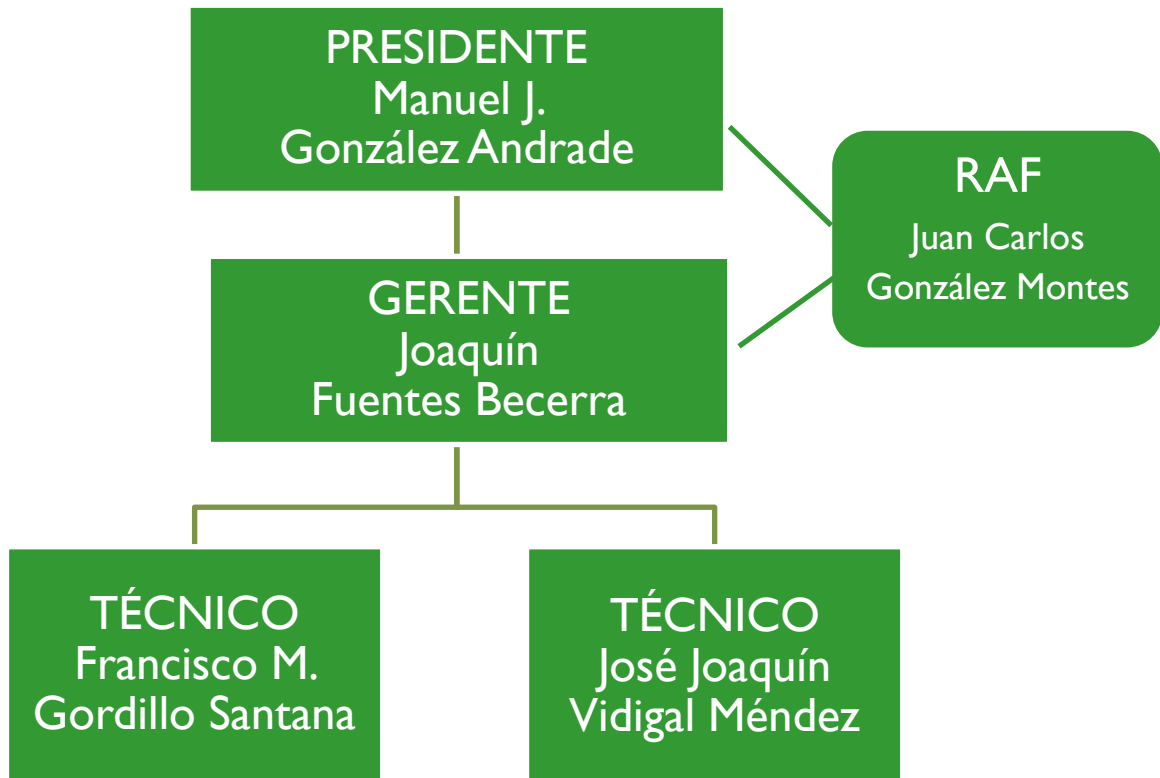 PRESIDENTE
Manuel J.
González Andrade
RAF
Juan Carlos
González Montes
GERENTE
Joaquín
Fuentes Becerra
TÉCNICO
Francisco M.
Gordillo Santana
TÉCNICO
José Joaquín
Vidigal Méndez